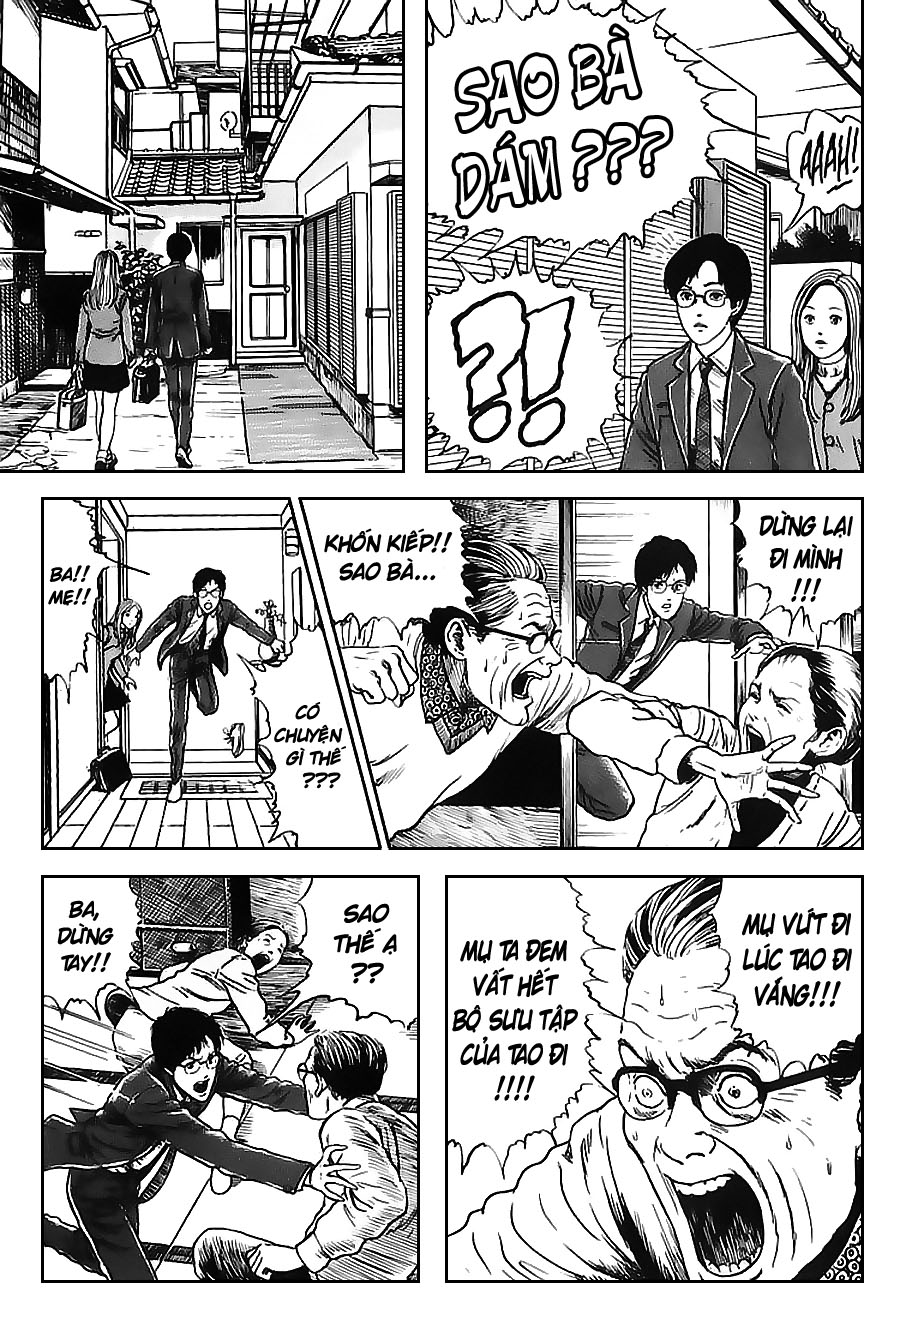 SAO BÀ
DÁM ???
?!
AAAH!
DỪNG LẠI
ĐI MÌNH
!!!
KHỐN KIẾP!!
SAO BÀ...
BA!!
MẸ!!
CÓ
CHUYỆN
GÌ THẾ
???
MỤ VỨT ĐI
LÚC TAO ĐI
VẮNG!!!
MỤ TA ĐEM
VẤT HẾT
BỘ SƯU TẬP
CỦA TAO ĐI
!!!!
SAO
THẾ Ạ
??
BA,
DỪNG
TAY!!